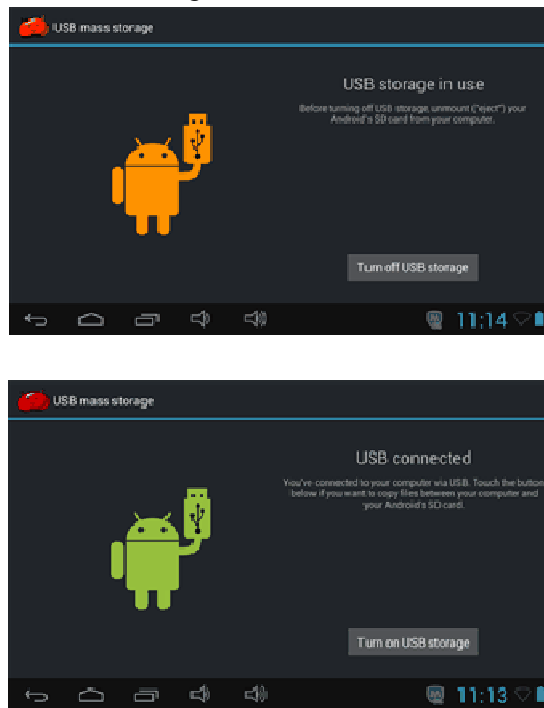 USB mass storage
USB storage in use
Before turning off USB storage, unmount ("eject") your
Android's SD card from your computer.
Turn off USB storage
11:14
USB mass storage
USB connected
You've connected to your computer via USB. Touch the button
below if you want to copy files between your computer and
your Android's SD card.
Turn on USB storage
11:13